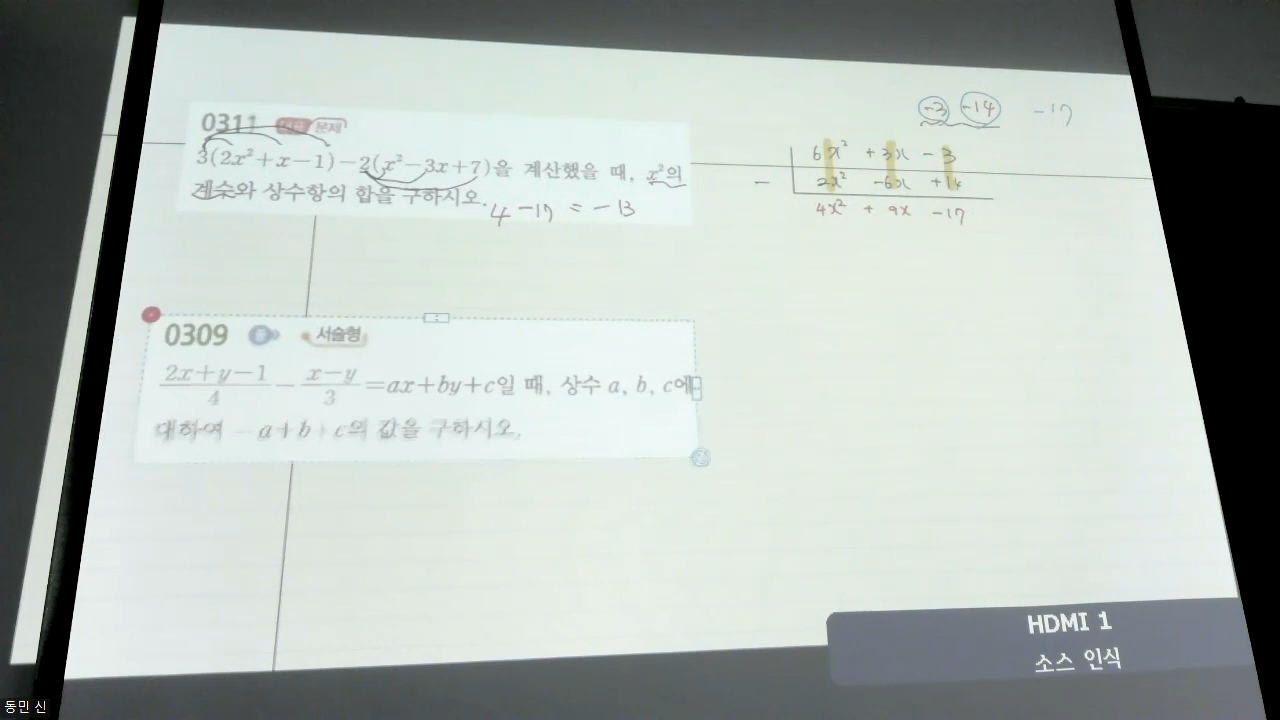 -3 -14 -17
0311 대표 문제
3(2x²+x-1)-2(x²-3x+7)을 계산했을 때, x²의
계수와 상수항의 합을 구하시오.
4-17=-13
6x² +3x -3
- 2x² -6x +14
4x² + 9x -17
0309 서술형
(2x+y-1)/4 - (x-y)/3 = ax+by+c일 때, 상수 a, b, c에
대하여 -a+b+c의 값을 구하시오.
HDMI 1
소스 인식
동민 신